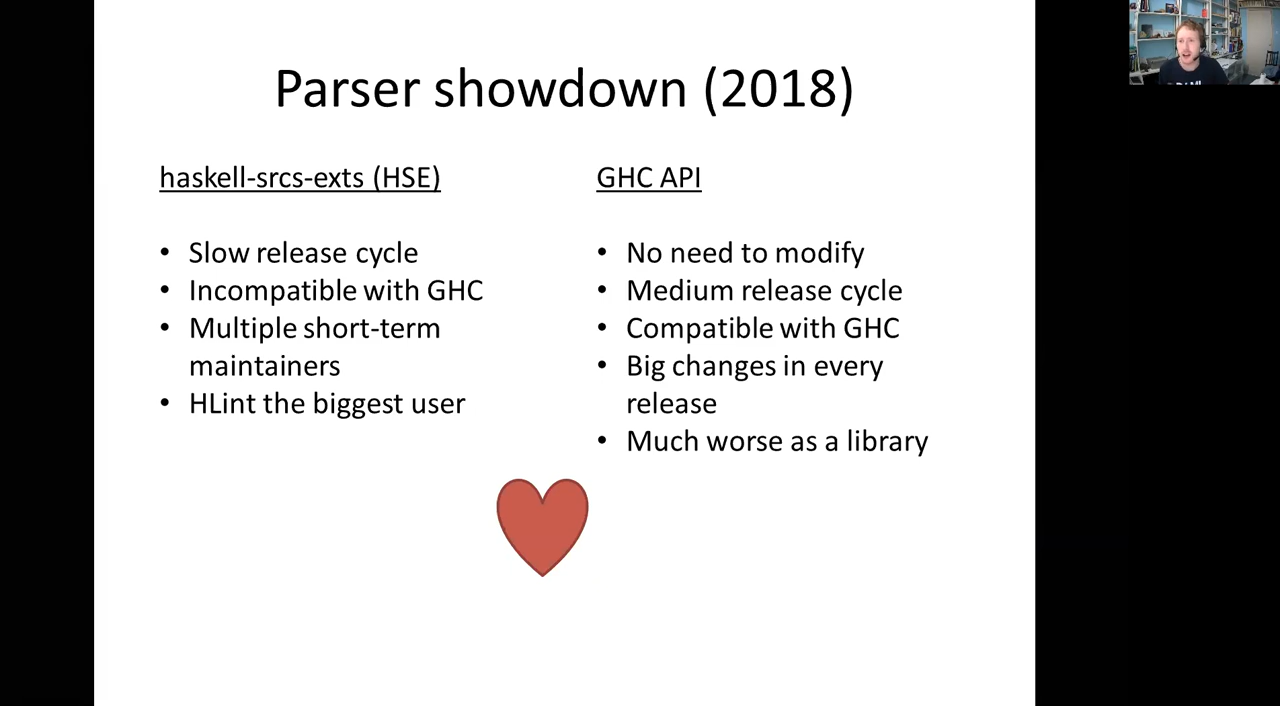 Parser showdown (2018)
haskell-srcs-exts (HSE)
• Slow release cycle
• Incompatible with GHC
• Multiple short-term
maintainers
• HLint the biggest user
GHC API
• No need to modify
• Medium release cycle
• Compatible with GHC
• Big changes in every
release
• Much worse as a library